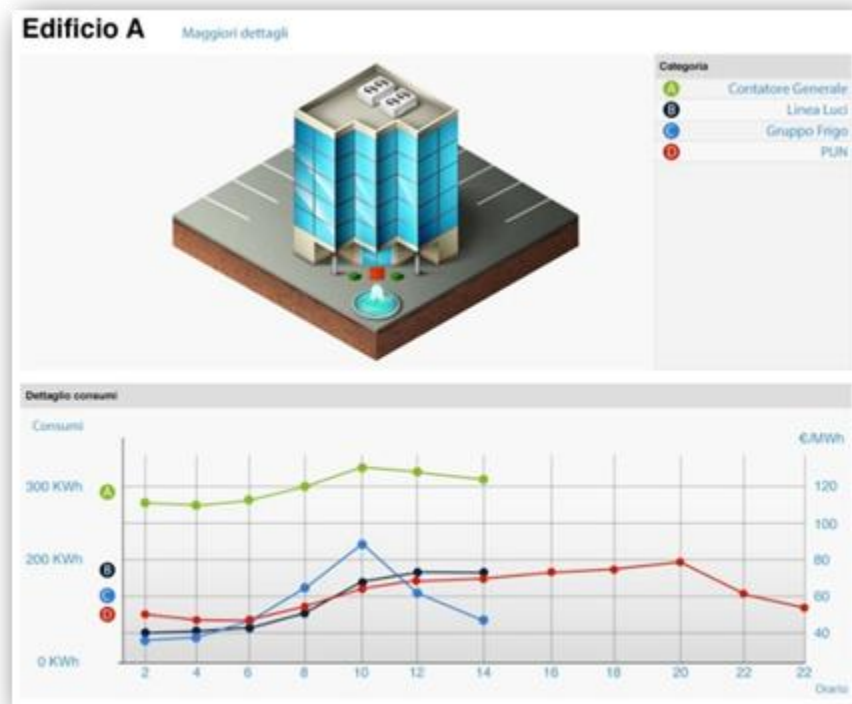 Edificio A
Maggiori dettagli
Categoria
A Contatore Generale
B Linea Luci
C Gruppo Frigo
D PUN
Dettaglio consumi
Consumi
€/MWh
300 KWh
A
120
100
200 KWh
B
80
C
60
D
40
0 KWh
2 4 6 8 10 12 14 16 18 20 22 22
Orario